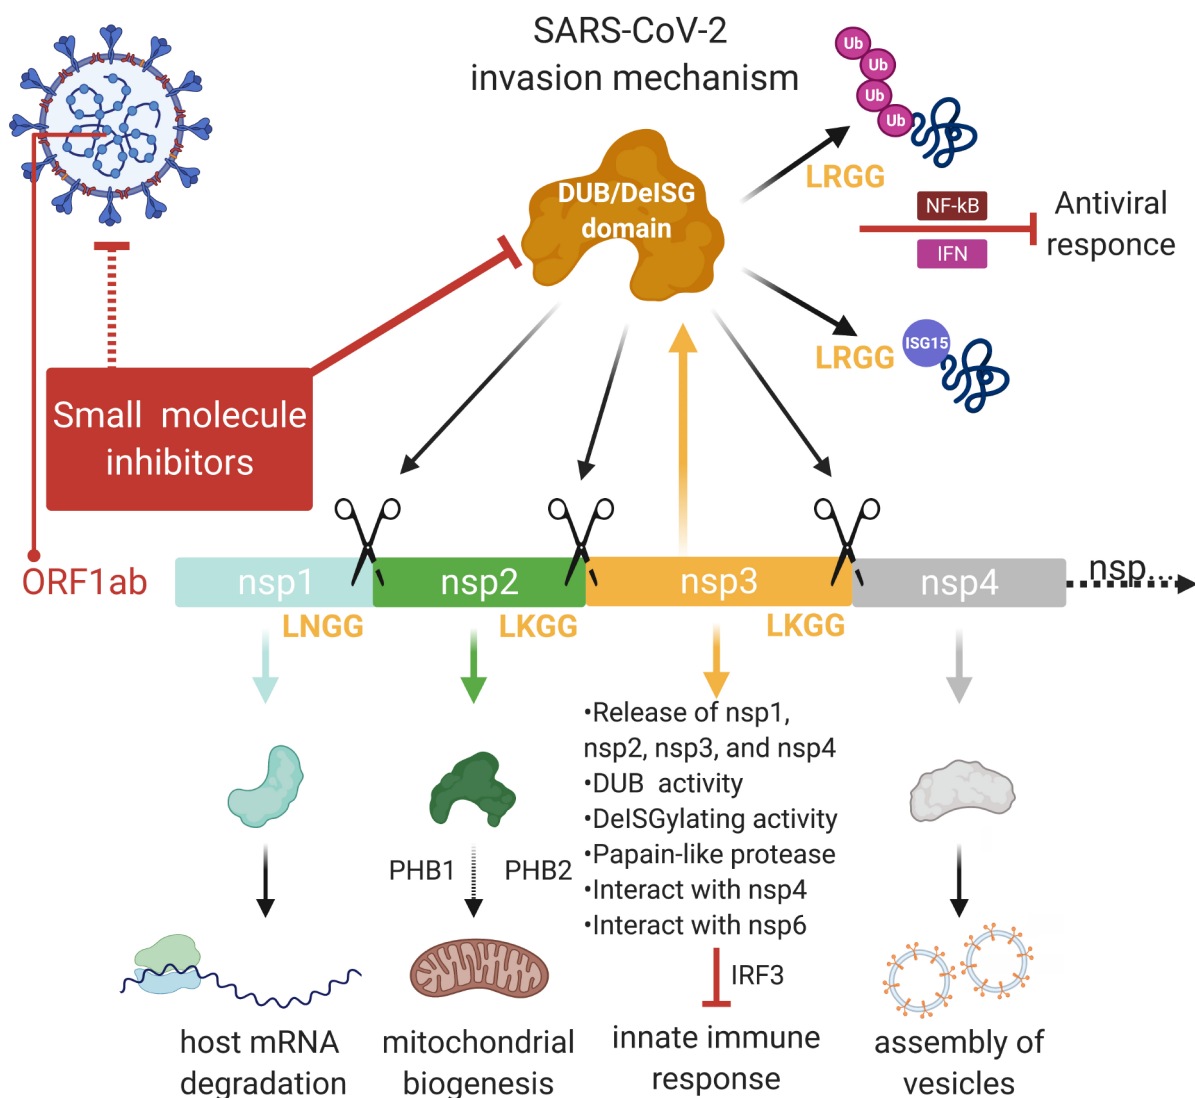 SARS-CoV-2
invasion mechanism
Ub
Ub
Ub
Ub
LRGG
DUB/DeISG
domain
NF-kB
IFN
Antiviral
responce
LRGG
ISG15
Small molecule
inhibitors
ORF1ab
nsp1
nsp2
nsp3
nsp4
nsp...
LNGG
LKGG
LKGG
•Release of nsp1,
nsp2, nsp3, and nsp4
•DUB activity
•DeISGylating activity
•Papain-like protease
•Interact with nsp4
•Interact with nsp6
PHB1
PHB2
IRF3
host mRNA
degradation
mitochondrial
biogenesis
innate immune
response
assembly of
vesicles